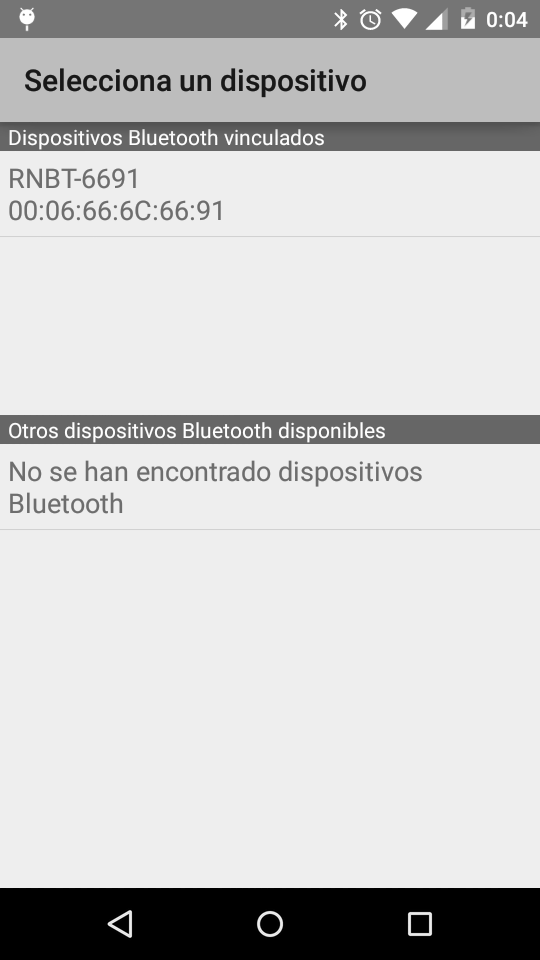 0:04
Selecciona un dispositivo
Dispositivos Bluetooth vinculados
RNBT-6691
00:06:66:6C:66:91
Otros dispositivos Bluetooth disponibles
No se han encontrado dispositivos
Bluetooth